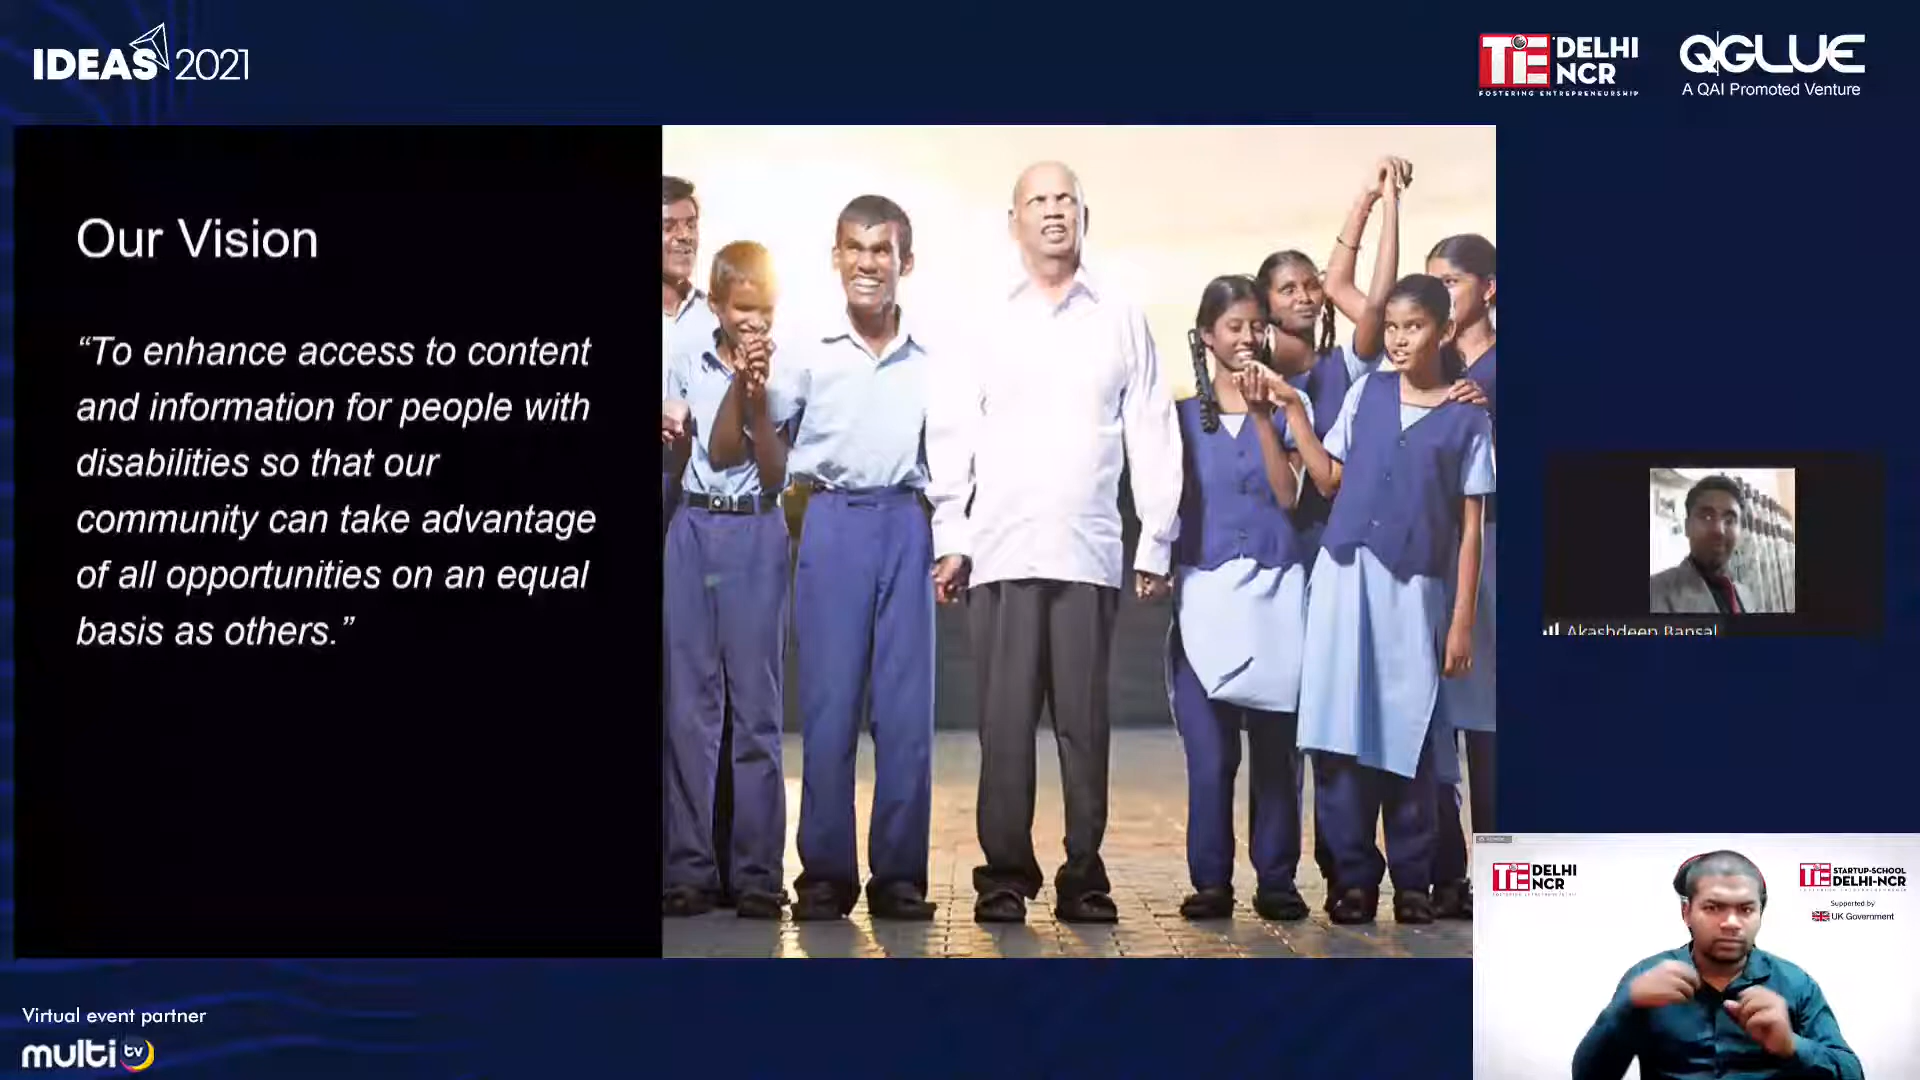 IDEAS 2021
TiE DELHI
NCR
FOSTERING ENTREPRENEURSHIP
QGLUE
A QAI Promoted Venture
Our Vision
“To enhance access to content
and information for people with
disabilities so that our
community can take advantage
of all opportunities on an equal
basis as others.”
Akashdeep Bansal
TiE DELHI
NCR
TiE STARTUP-SCHOOL
DELHI-NCR
Supported by
UK Government
Virtual event partner
multi tv